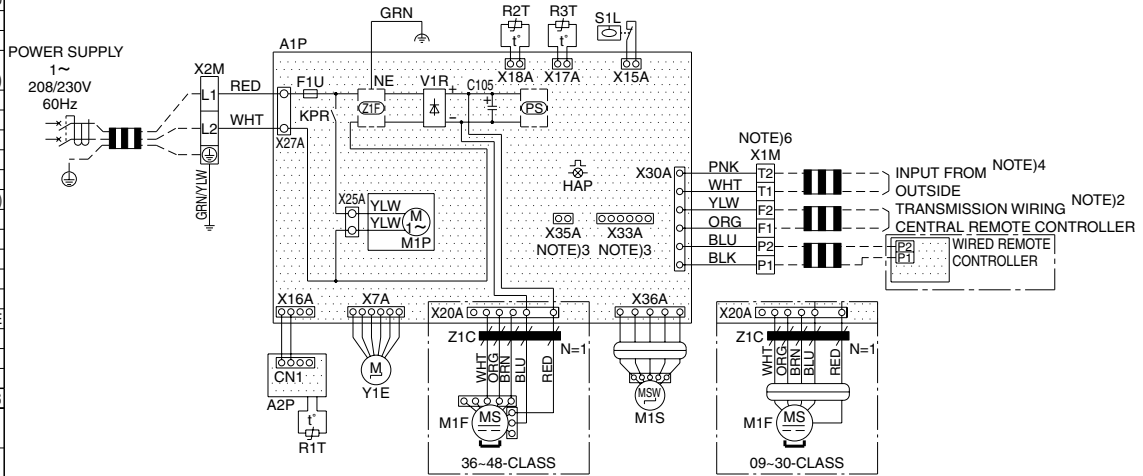 GRN
R2T R3T S1L
t° t°
POWER SUPPLY
1~
208/230V
60Hz
A1P
X18A X17A X15A
X2M
L1 RED F1U NE V1R + C105
Z1F + PS
KPR −
L2 WHT
X27A
GRN/YLW
HAP
NOTE)6
X1M
X30A PNK T2 INPUT FROM NOTE)4
WHT T1 OUTSIDE
YLW F2 TRANSMISSION WIRING NOTE)2
ORG F1 CENTRAL REMOTE CONTROLLER
BLU P2 P2 WIRED REMOTE
BLK P1 P1 CONTROLLER
X25A YLW M
YLW 1~
M1P
X35A X33A
NOTE)3 NOTE)3
X16A X7A X20A X36A X20A
Z1C N=1 Z1C N=1
WHT ORG BRN BLU RED
WHT ORG BRN BLU RED
CN1
A2P
t°
R1T
M
Y1E
M1F MS
36~48-CLASS
MSW
M1S
M1F MS
09~30-CLASS